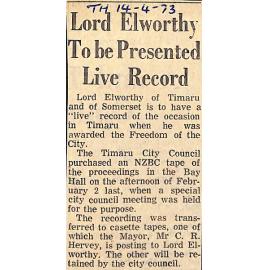 TH 14-4-73
Lord Elworthy
To be Presented
Live Record
Lord Elworthy of Timaru
and of Somerset is to have a
"live" record of the occasion
in Timaru when he was
awarded the Freedom of the
City.
The Timaru City Council
purchased an NZBC tape of
the proceedings in the Bay
Hall on the afternoon of Feb-
ruary 2 last, when a special
city council meeting was held
for the purpose.
The recording was trans-
ferred to casette tapes, one of
which the Mayor, Mr C. R.
Hervey, is posting to Lord El-
worthy. The other will be re-
tained by the city council.